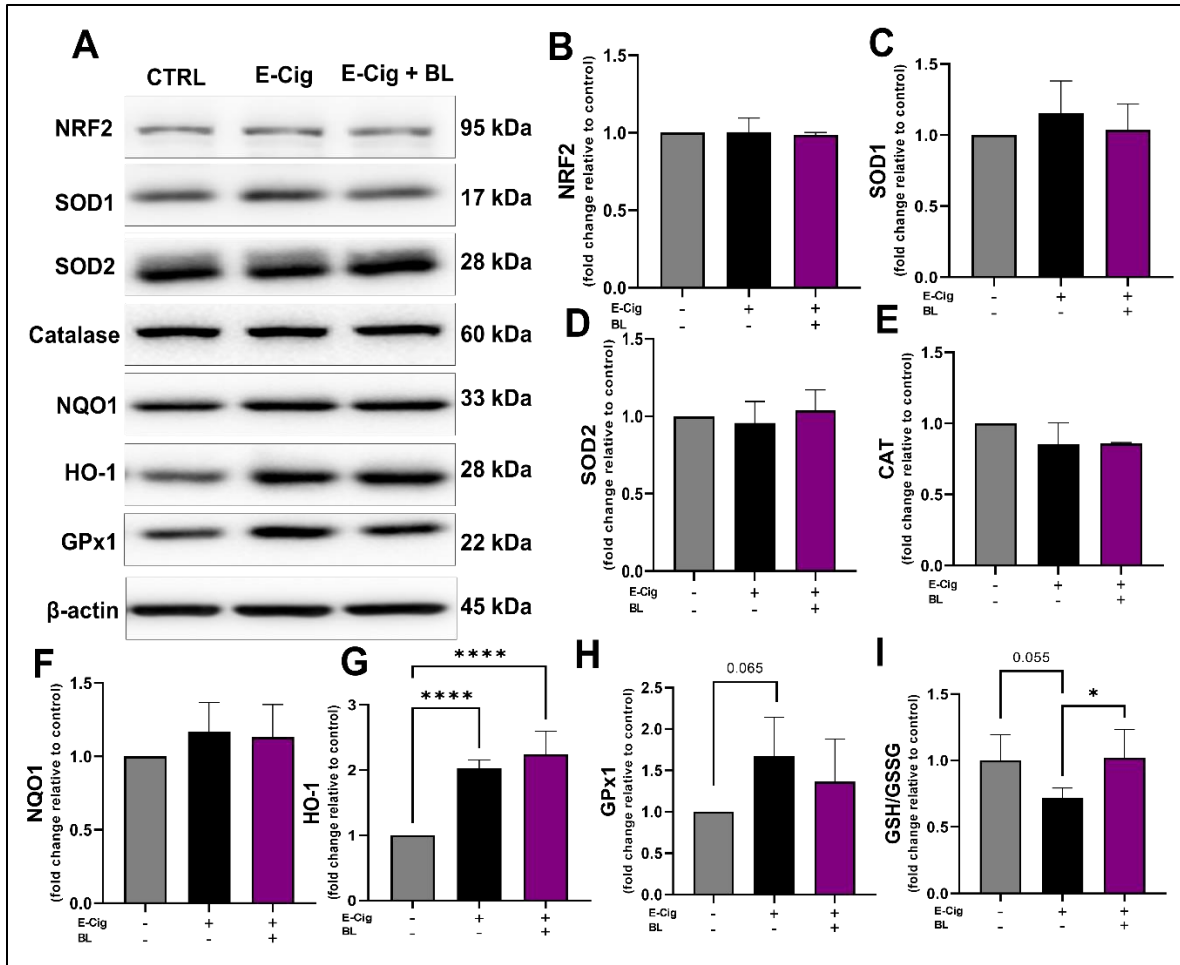 A
CTRL E-Cig E-Cig + BL
NRF2 95 kDa
SOD1 17 kDa
SOD2 28 kDa
Catalase 60 kDa
NQO1 33 kDa
HO-1 28 kDa
GPx1 22 kDa
β-actin 45 kDa
B
NRF2
(fold change relative to control)
1.5
1.0
0.5
0.0
E-Cig - + +
BL - - +
C
SOD1
(fold change relative to control)
1.5
1.0
0.5
0.0
E-Cig - + +
BL - - +
D
SOD2
(fold change relative to control)
1.5
1.0
0.5
0.0
E-Cig - + +
BL - - +
E
CAT
(fold change relative to control)
1.5
1.0
0.5
0.0
E-Cig - + +
BL - - +
F
NQO1
(fold change relative to control)
1.5
1.0
0.5
0.0
E-Cig - + +
BL - - +
G
****
****
HO-1
(fold change relative to control)
3
2
1
0
E-Cig - + +
BL - - +
H
0.065
GPx1
(fold change relative to control)
2.5
2.0
1.5
1.0
0.5
0.0
E-Cig - + +
BL - - +
I
0.055
*
GSH/GSSG
(fold change relative to control)
1.5
1.0
0.5
0.0
E-Cig - + +
BL - - +